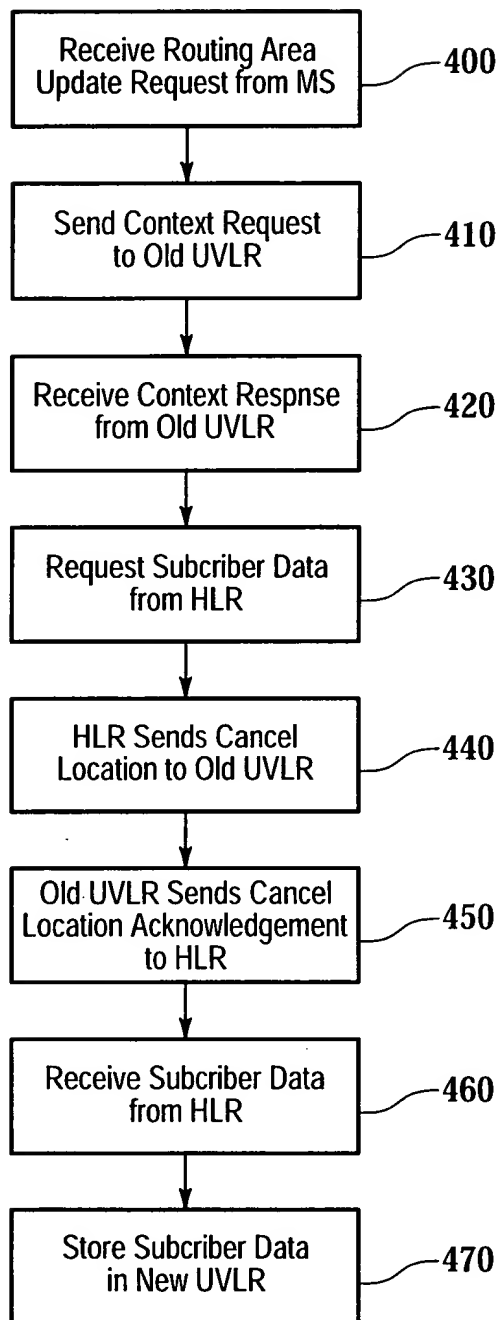 Receive Routing Area
Update Request from MS
400
Send Context Request
to Old UVLR
410
Receive Context Respnse
from Old UVLR
420
Request Subcriber Data
from HLR
430
HLR Sends Cancel
Location to Old UVLR
440
Old UVLR Sends Cancel
Location Acknowledgement
to HLR
450
Receive Subcriber Data
from HLR
460
Store Subcriber Data
in New UVLR
470